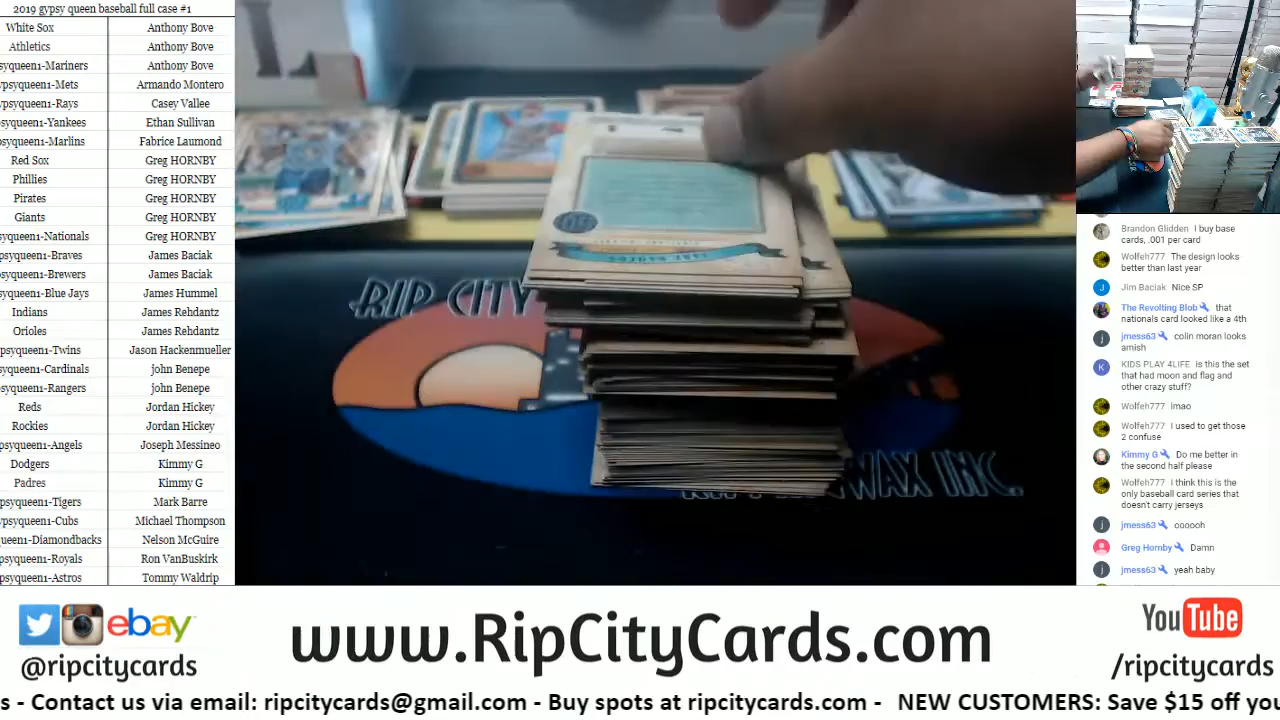 2019 gypsy queen baseball full case #1
White Sox Anthony Bove
Athletics Anthony Bove
syqueen1-Mariners Anthony Bove
ypsyqueen1-Mets Armando Montero
ypsyqueen1-Rays Casey Vallee
psyqueen1-Yankees Ethan Sullivan
psyqueen1-Marlins Fabrice Laumond
Red Sox Greg HORNBY
Phillies Greg HORNBY
Pirates Greg HORNBY
Giants Greg HORNBY
syqueen1-Nationals Greg HORNBY
psyqueen1-Braves James Baciak
psyqueen1-Brewers James Baciak
syqueen1-Blue Jays James Hummel
Indians James Rehdantz
Orioles James Rehdantz
psyqueen1-Twins Jason Hackenmueller
psyqueen1-Cardinals john Benepe
psyqueen1-Rangers john Benepe
Reds Jordan Hickey
Rockies Jordan Hickey
psyqueen1-Angels Joseph Messineo
Dodgers Kimmy G
Padres Kimmy G
psyqueen1-Tigers Mark Barre
ypsyqueen1-Cubs Michael Thompson
ueen1-Diamondbacks Nelson McGuire
psyqueen1-Royals Ron VanBuskirk
psyqueen1-Astros Tommy Waldrip
RIP CITY
WAX INC.
Brandon Glidden I buy base
cards, .001 per card
Wolfeh777 The design looks
better than last year
Jim Baciak Nice SP
The Revolting Blob that
nationals card looked like a 4th
jmess63 colin moran looks
amish
KIDS PLAY 4LIFE is this the set
that had moon and flag and
other crazy stuff?
Wolfeh777 lmao
Wolfeh777 I used to get those
2 confuse
Kimmy G Do me better in
the second half please
Wolfeh777 I think this is the
only baseball card series that
doesn't carry jerseys
jmess63 oooooh
Greg Hornby Damn
jmess63 yeah baby
ebay
@ripcitycards
www.RipCityCards.com
YouTube
/ripcitycards
s - Contact us via email: ripcitycards@gmail.com - Buy spots at ripcitycards.com - NEW CUSTOMERS: Save $15 off you